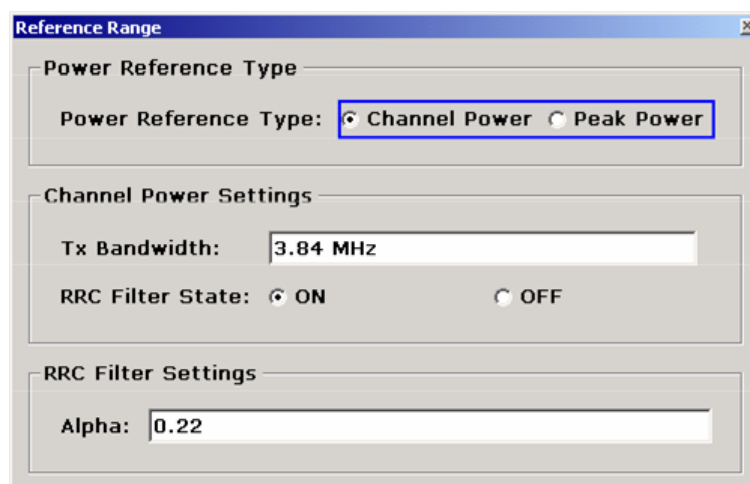 Reference Range
Power Reference Type
Power Reference Type: Channel Power Peak Power
Channel Power Settings
Tx Bandwidth: 3.84 MHz
RRC Filter State: ON OFF
RRC Filter Settings
Alpha: 0.22